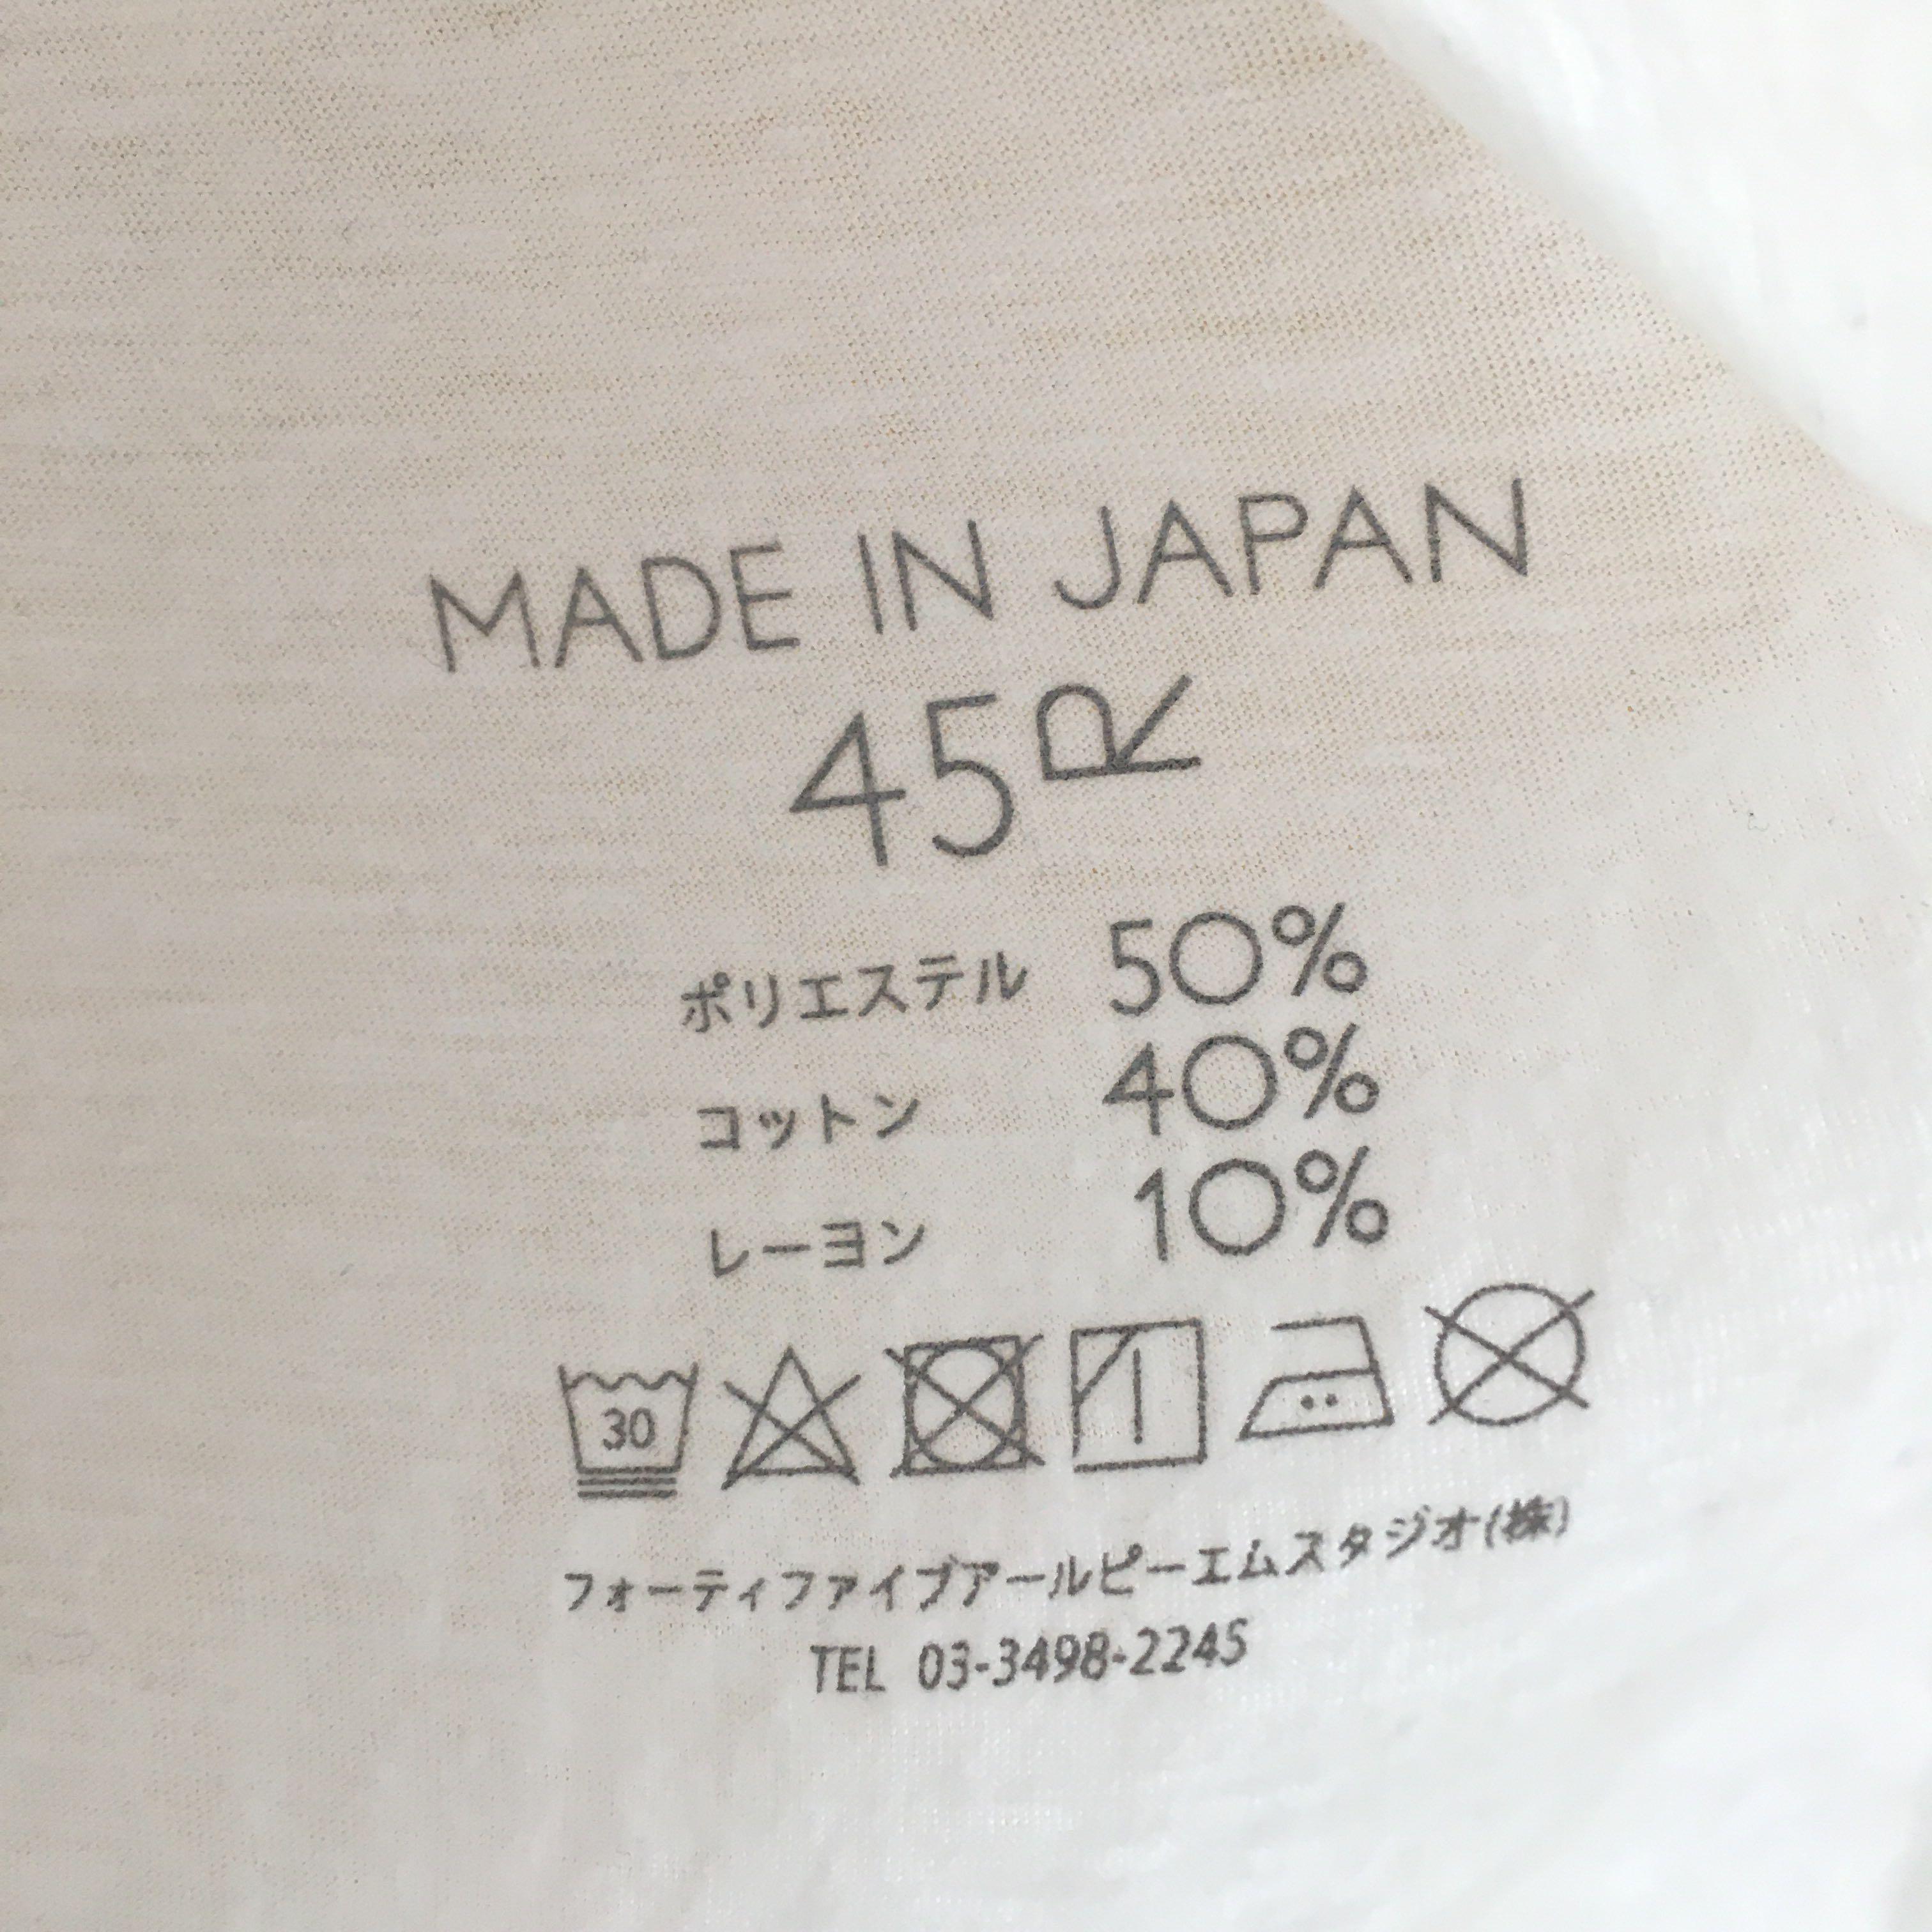 MADE IN JAPAN
45R
ポリエステル 50%
コットン 40%
レーヨン 10%
30
フォーティファイブアールピーエムスタジオ(株)
TEL 03-3498-2245